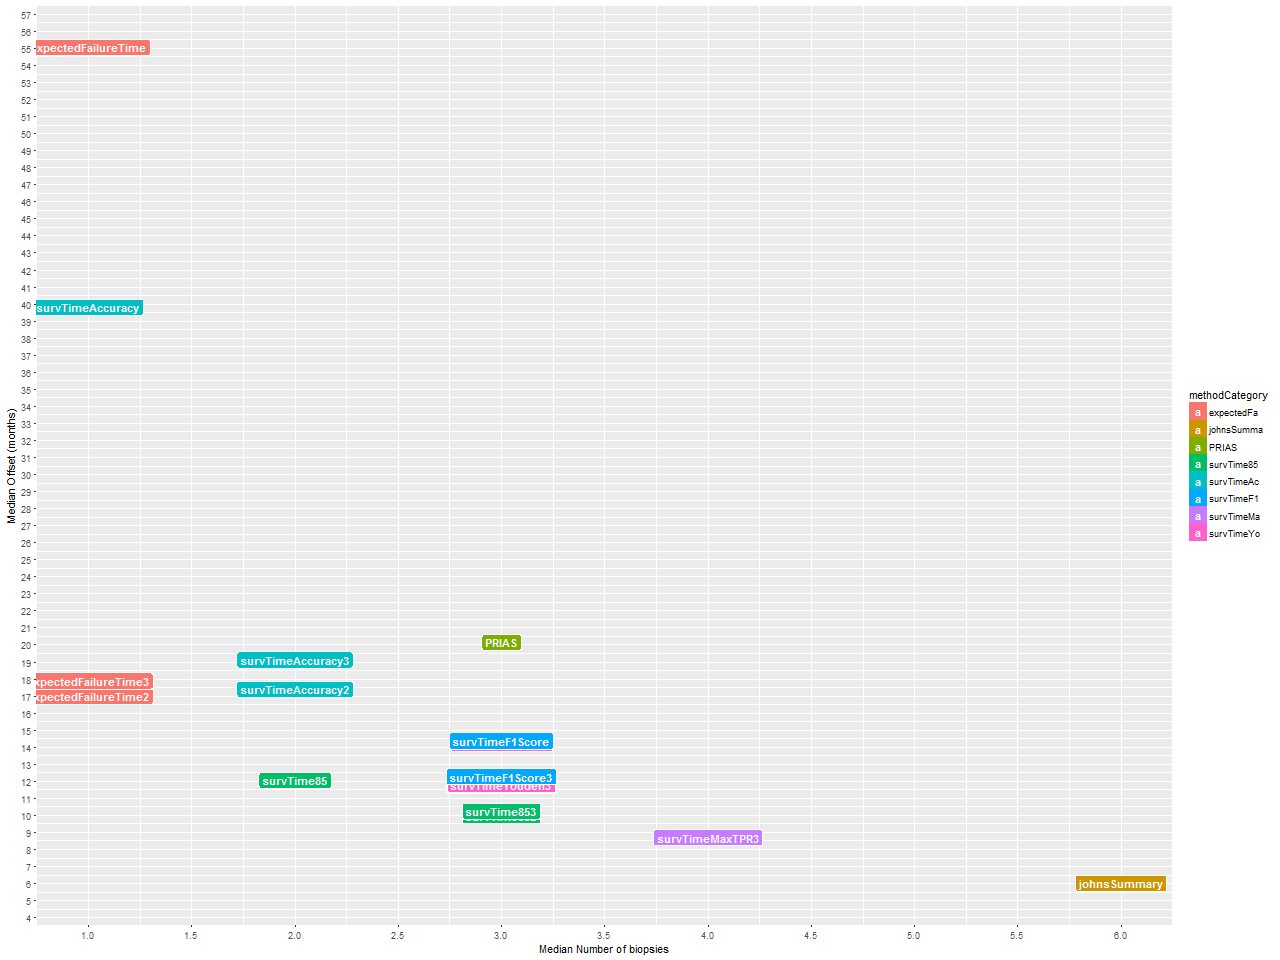 57
56
55
54
53
52
51
50
49
48
47
46
45
44
43
42
41
40
39
38
37
36
35
34
33
32
31
30
29
28
27
26
25
24
23
22
21
20
19
18
17
16
15
14
13
12
11
10
9
8
7
6
5
4
Median Offset (months)
xpectedFailureTime
survTimeAccuracy
PRIAS
survTimeAccuracy3
xpectedFailureTime3
survTimeAccuracy2
xpectedFailureTime2
survTimeF1Score
survTimeF1Score3
survTime85
survTimeYouden3
survTime853
survTimeMaxTPR3
johnsSummary
1.0 1.5 2.0 2.5 3.0 3.5 4.0 4.5 5.0 5.5 6.0
Median Number of biopsies
methodCategory
a expectedFa
a johnsSumma
a PRIAS
a survTime85
a survTimeAc
a survTimeF1
a survTimeMa
a survTimeYo